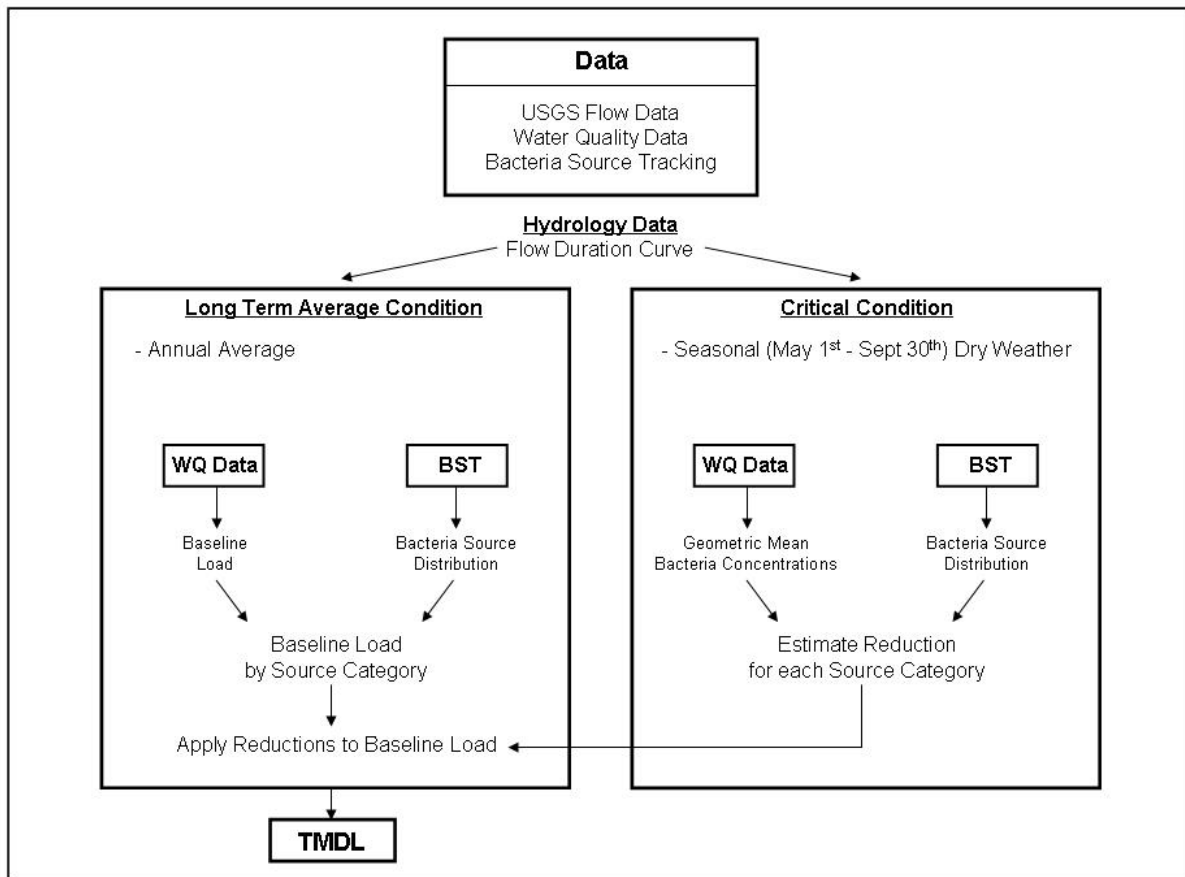 Data
USGS Flow Data
Water Quality Data
Bacteria Source Tracking
Hydrology Data
Flow Duration Curve
Long Term Average Condition
- Annual Average
WQ Data
BST
Baseline
Load
Bacteria Source
Distribution
Baseline Load
by Source Category
Apply Reductions to Baseline Load
Critical Condition
- Seasonal (May 1st - Sept 30th) Dry Weather
WQ Data
BST
Geometric Mean
Bacteria Concentrations
Bacteria Source
Distribution
Estimate Reduction
for each Source Category
TMDL